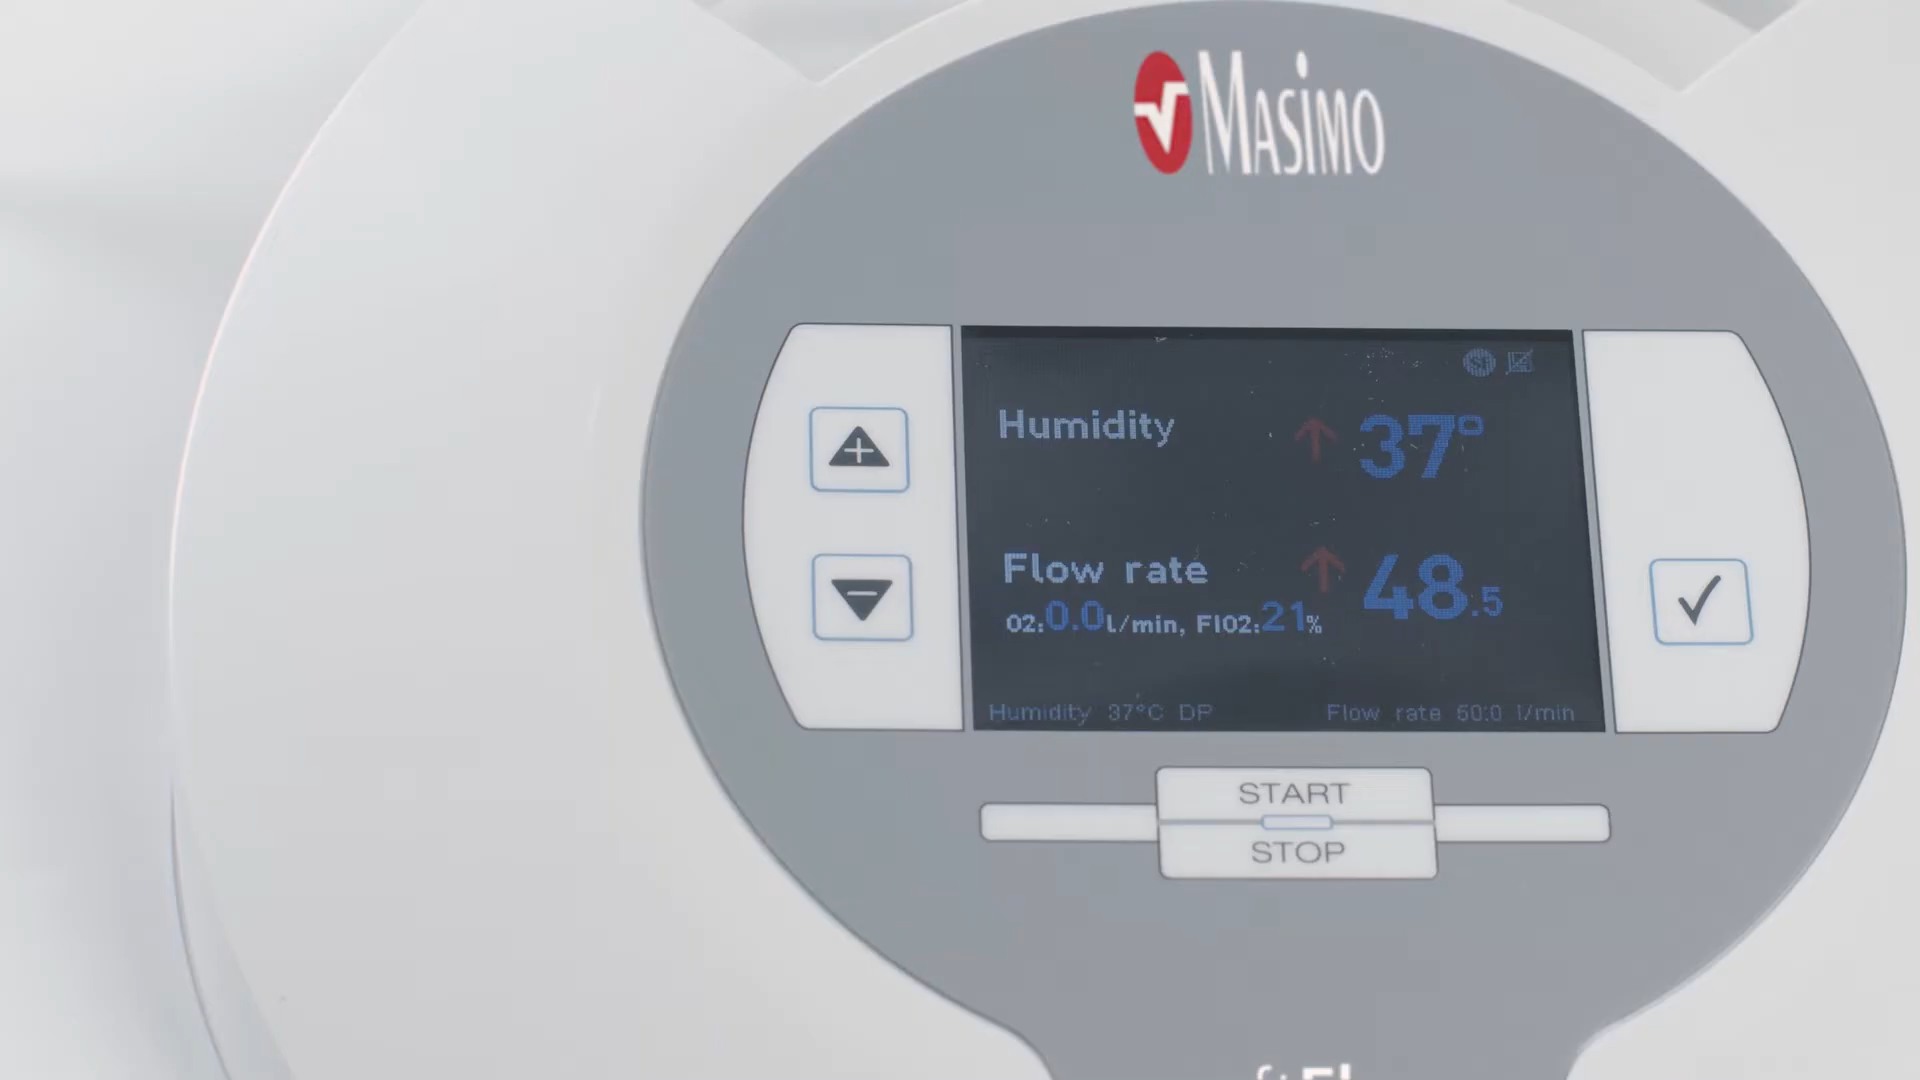 MASiMO
Humidity 37°
Flow rate 48.5
O2:0.0l/min, FIO2:21%
Humidity 37°C DP
Flow rate 60.0 l/min
START
STOP